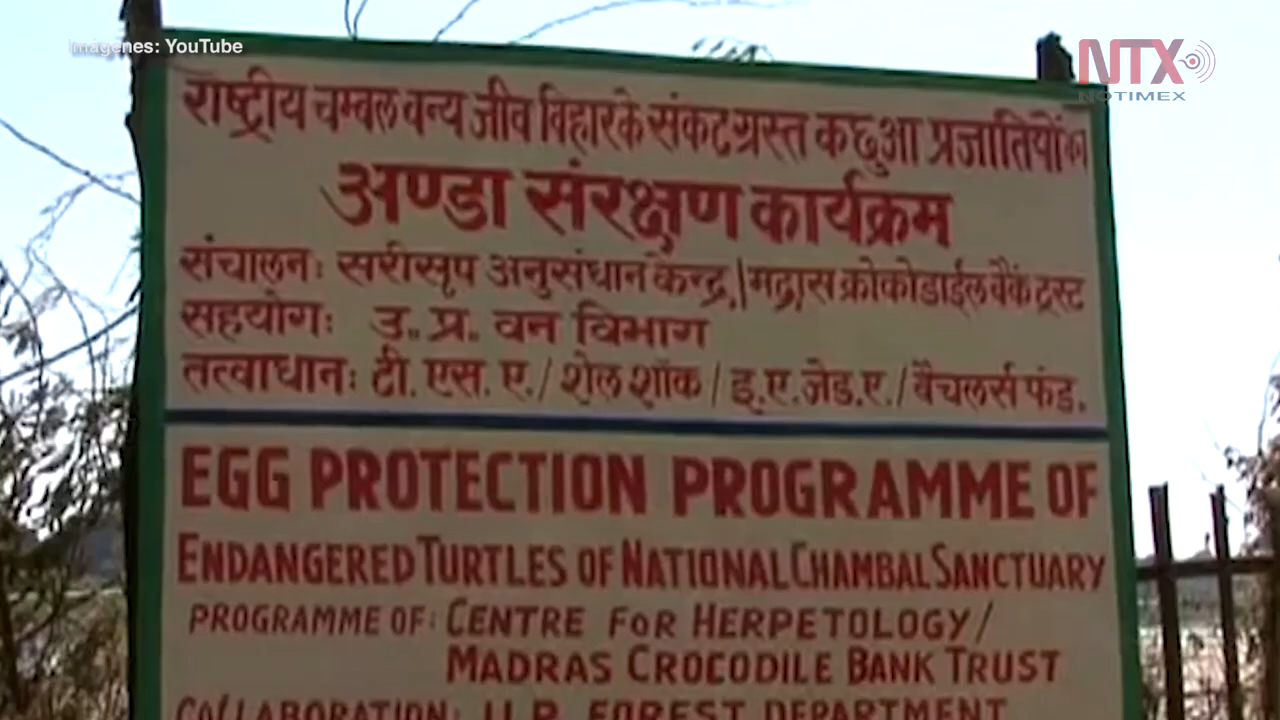 Imágenes: YouTube
NTX
NOTIMEX
राष्ट्रीय चम्बल वन्य जीव विहार के संकटग्रस्त कछुआ प्रजातियों का
अण्डा संरक्षण कार्यक्रम
संचालन: सरीसृप अनुसंधान केन्द्र,/मद्रास क्रोकोडाईल बैंक ट्रस्ट
सहयोग: उ. प्र. वन विभाग
तत्वाधान: टी. एस. ए./ शेल शॉक / इ.ए.जेड.ए./ बैचलर्स फंड.
EGG PROTECTION PROGRAMME OF
ENDANGERED TURTLES OF NATIONAL CHAMBAL SANCTUARY
PROGRAMME OF: CENTRE FOR HERPETOLOGY/
MADRAS CROCODILE BANK TRUST
COLLABORATION: U.P. FOREST DEPARTMENT